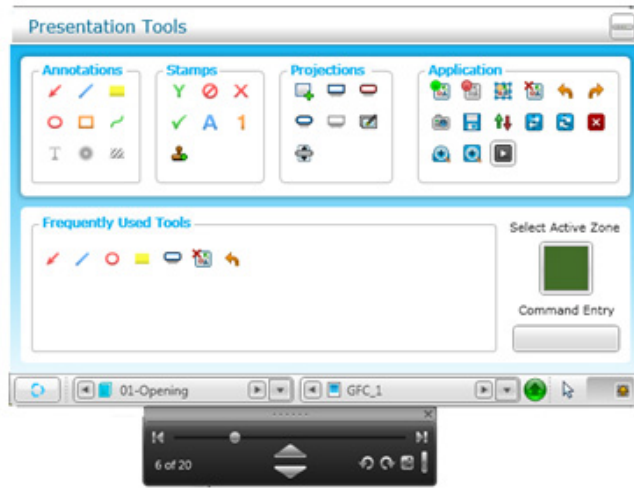 Presentation Tools
Annotations
Stamps
Projections
Application
Y
A
1
T
Frequently Used Tools
Select Active Zone
Command Entry
01-Opening
GFC_1
6 of 20